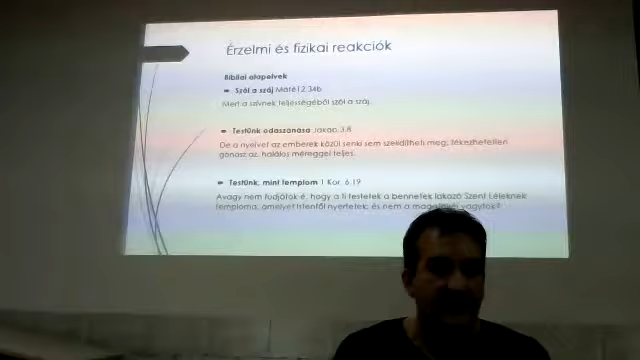 Érzelmi és fizikai reakciók
Bibliai alapelvek
Szól a száj Máté12,34b
Mert a szívnek teljességéből szól a száj.
Testünk odaszánása Jakab 3,8
De a nyelvet az emberek közül senki sem szelidítheti meg; fékezhetetlen
gonosz az, halálos méreggel teljes.
Testünk, mint templom 1 Kor. 6,19
Avagy nem tudjátok-é, hogy a ti testetek a bennetek lakozó Szent Léleknek
temploma, amelyet Istentől nyertetek; és nem a magatokéi vagytok?